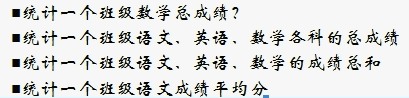 ■统计一个班级数学总成绩?
■统计一个班级语文、英语、数学各科的总成绩
■统计一个班级语文、英语、数学的成绩总和
■统计一个班级语文成绩平均分